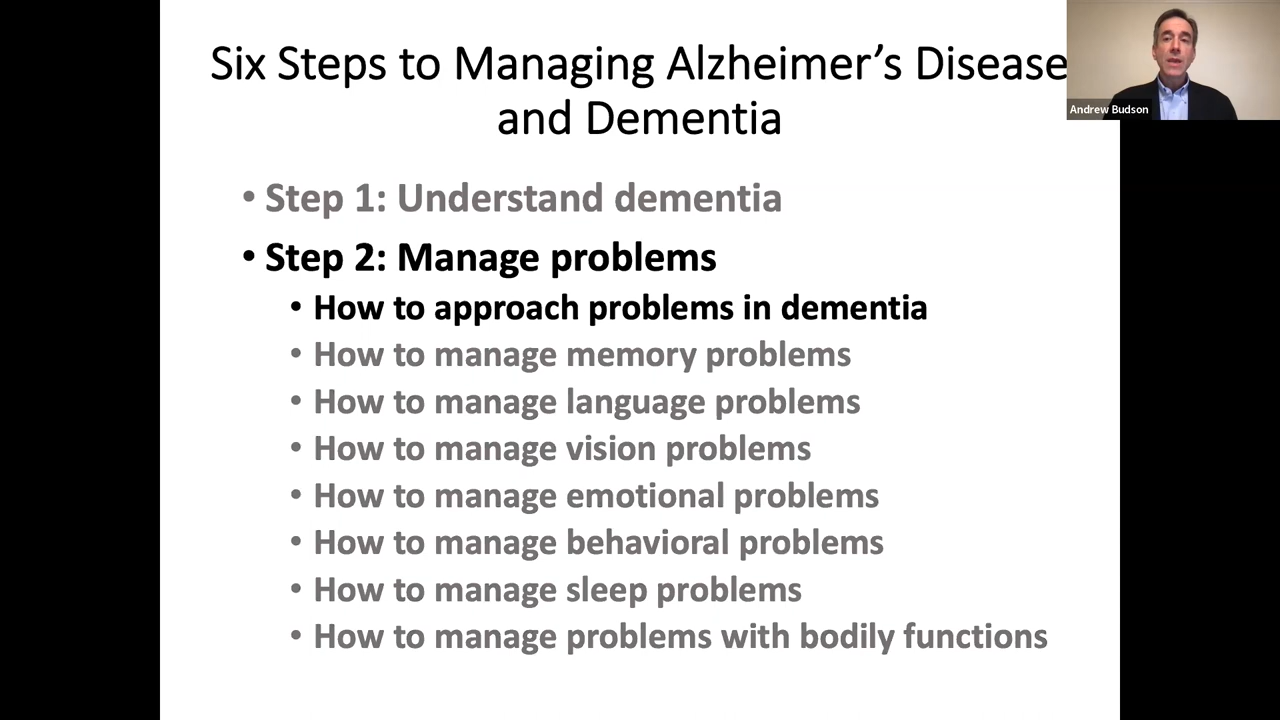 Six Steps to Managing Alzheimer’s Disease
and Dementia
Andrew Budson
• Step 1: Understand dementia
• Step 2: Manage problems
• How to approach problems in dementia
• How to manage memory problems
• How to manage language problems
• How to manage vision problems
• How to manage emotional problems
• How to manage behavioral problems
• How to manage sleep problems
• How to manage problems with bodily functions